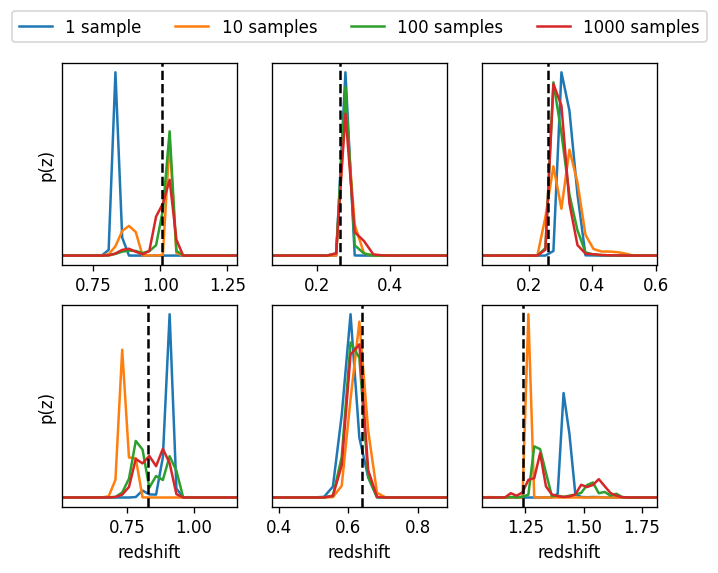 1 sample 10 samples 100 samples 1000 samples
p(z)
0.75 1.00 1.25 0.2 0.4 0.2 0.4 0.6
p(z)
0.75 1.00 0.4 0.6 0.8 1.25 1.50 1.75
redshift redshift redshift